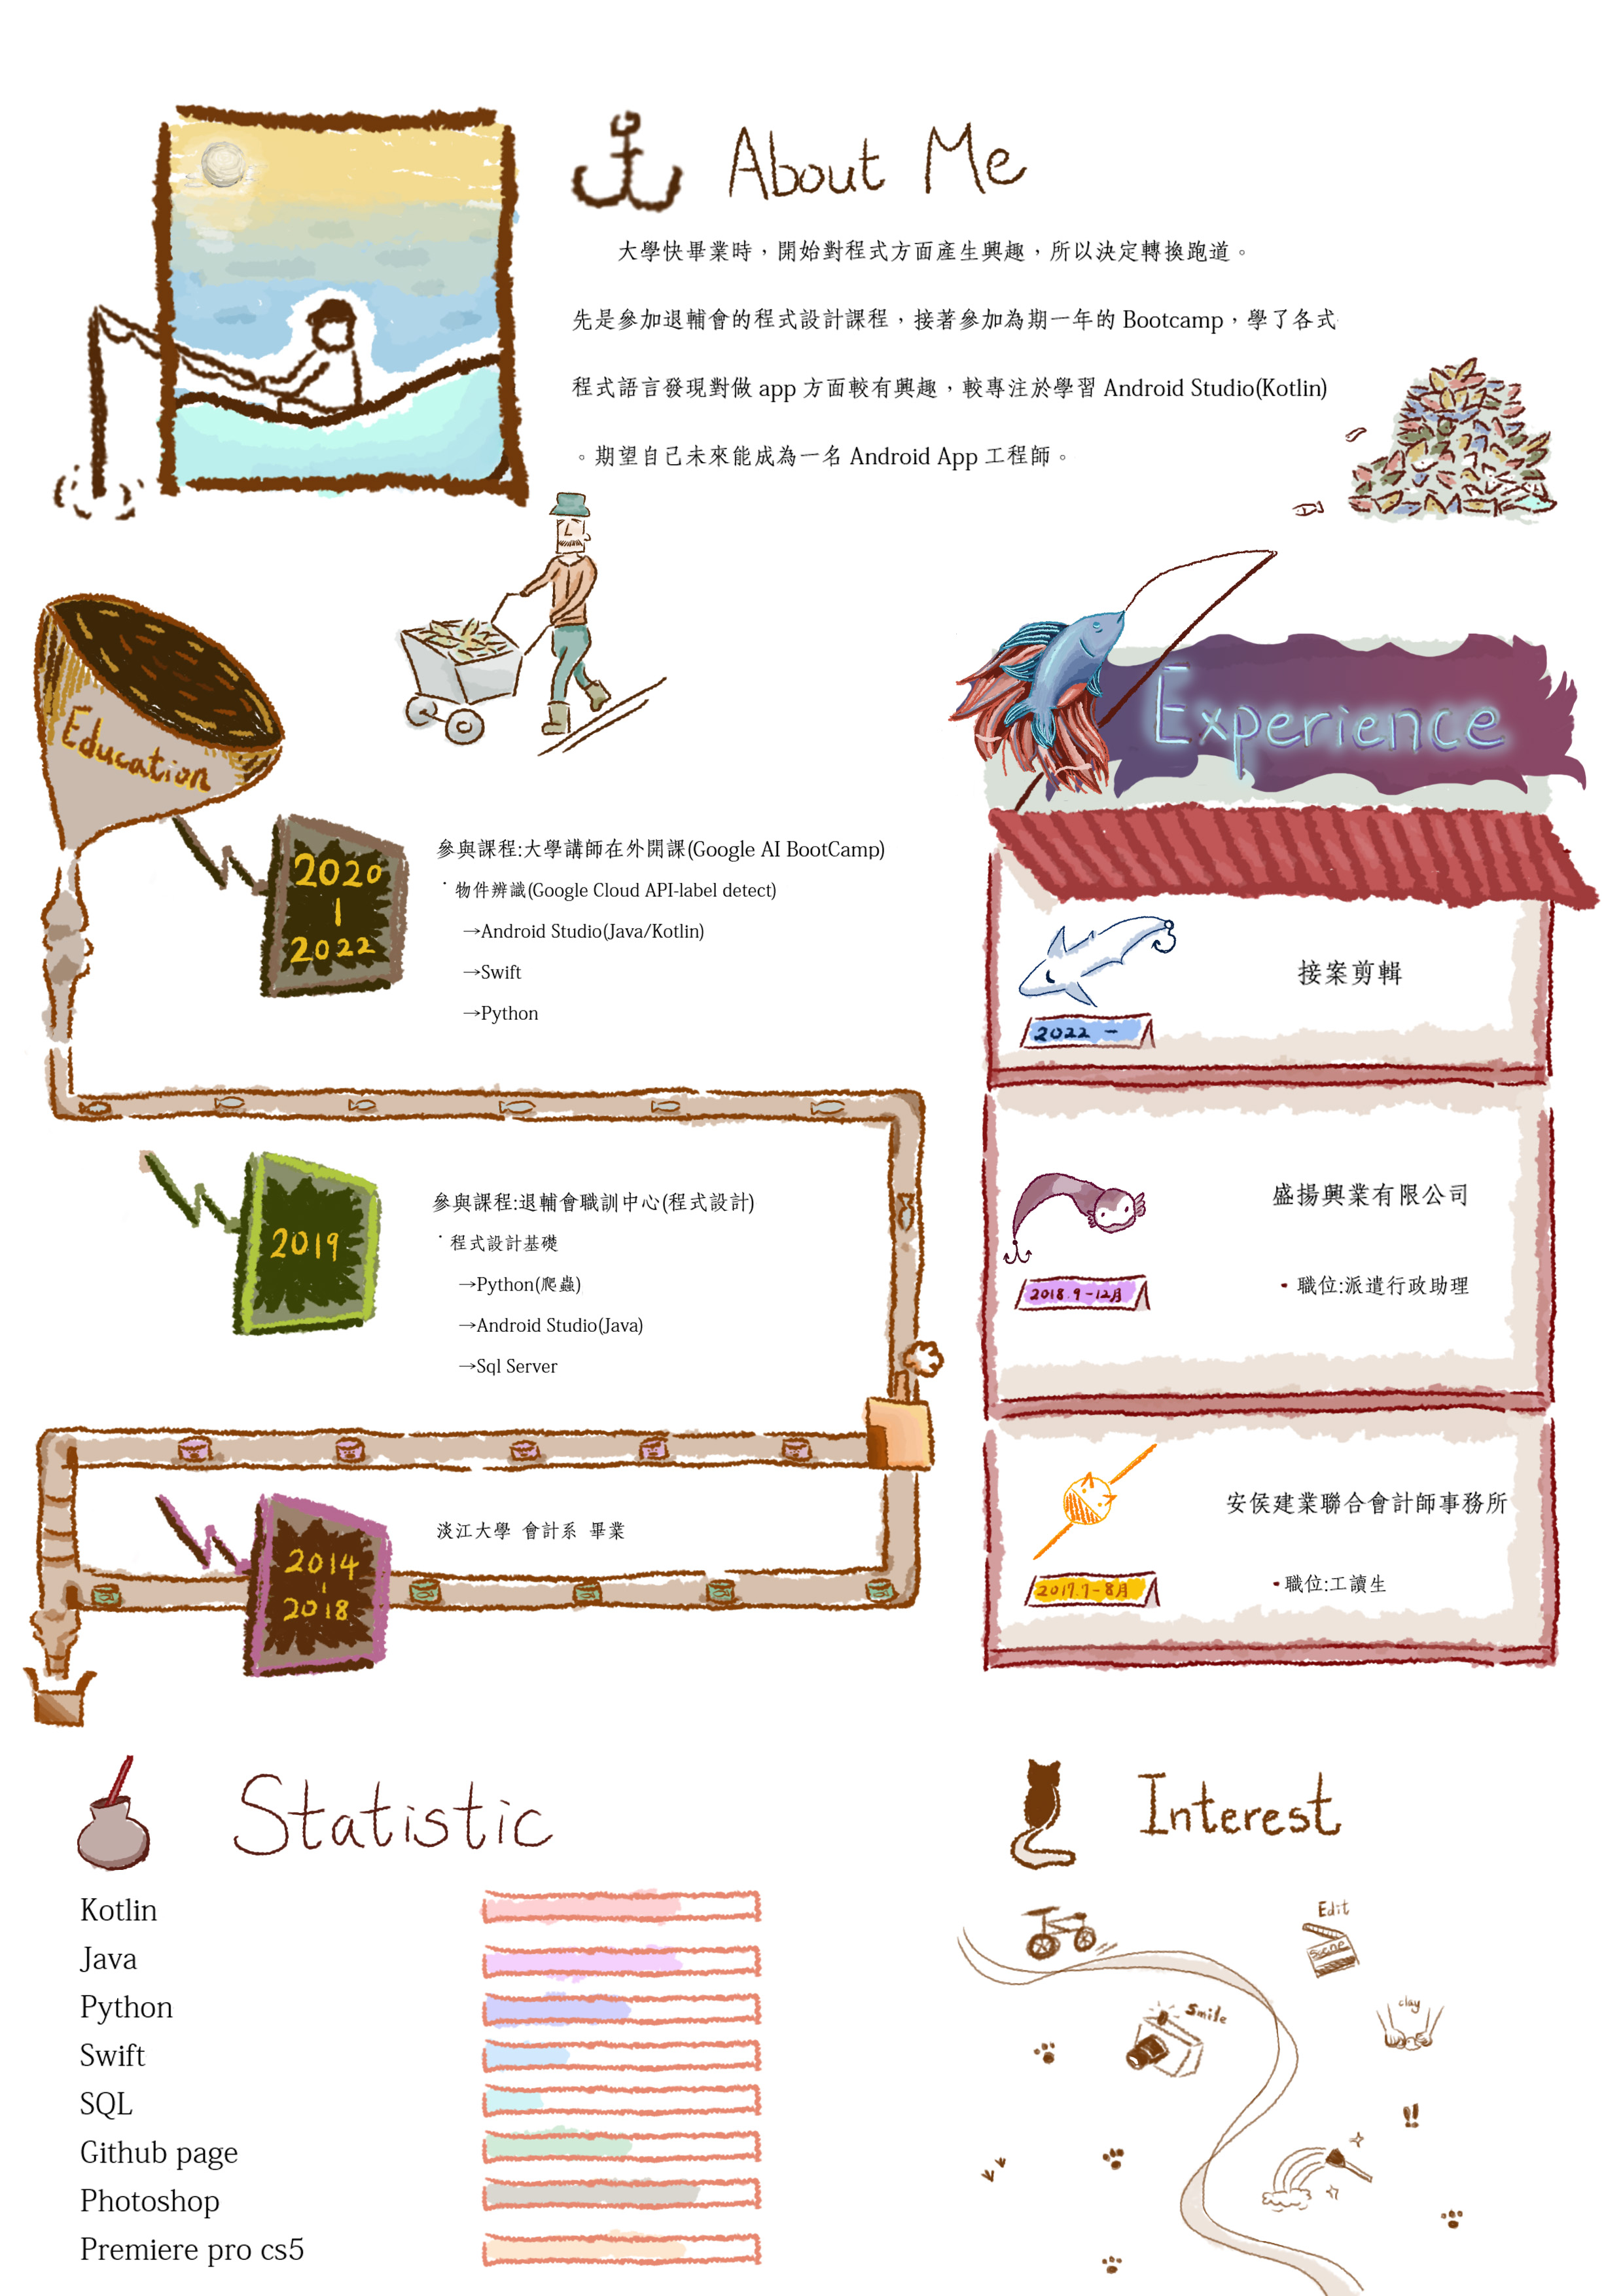 About Me
大學快畢業時，開始對程式方面產生興趣，所以決定轉換跑道。
先是參加退輔會的程式設計課程，接著參加為期一年的 Bootcamp，學了各式
程式語言發現對做 app 方面較有興趣，較專注於學習 Android Studio(Kotlin)
。期望自己未來能成為一名 Android App 工程師。
Education
2020
|
2022
參與課程:大學講師在外開課(Google AI BootCamp)
˙物件辨識(Google Cloud API-label detect)
→Android Studio(Java/Kotlin)
→Swift
→Python
2019
參與課程:退輔會職訓中心(程式設計)
˙程式設計基礎
→Python(爬蟲)
→Android Studio(Java)
→Sql Server
2014
|
2018
淡江大學 會計系 畢業
Experience
接案剪輯
2022 -
盛揚興業有限公司
- 職位:派遣行政助理
2018.9-12月
安侯建業聯合會計師事務所
-職位:工讀生
2017.7-8月
Statistic
Kotlin
Java
Python
Swift
SQL
Github page
Photoshop
Premiere pro cs5
Interest
Edit
Scene
Smile
clay
!!